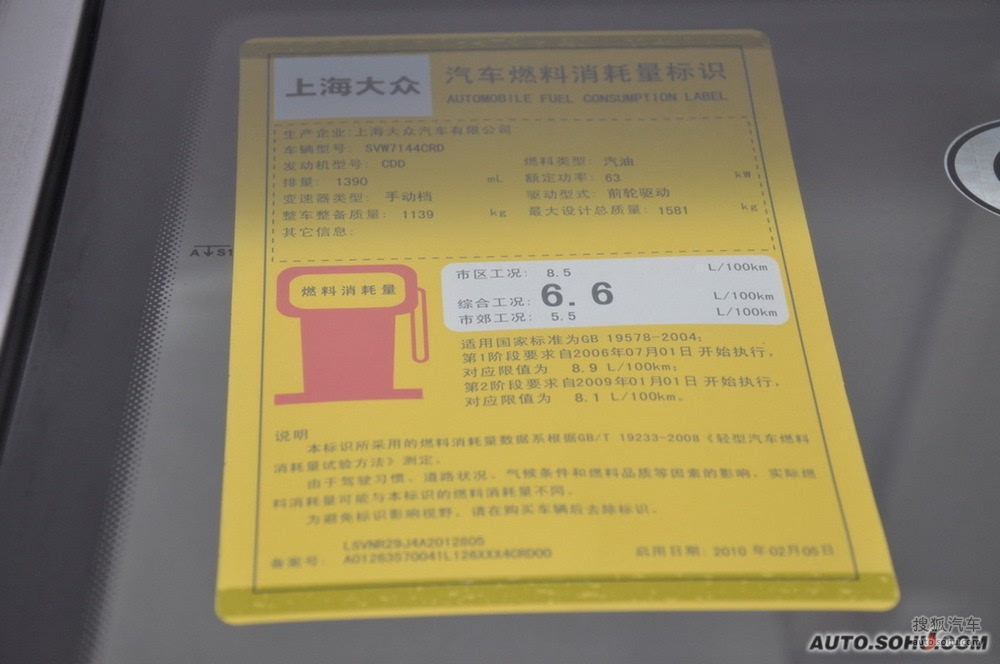 上海大众
汽车燃料消耗量标识
AUTOMOBILE FUEL CONSUMPTION LABEL
生产企业:上海大众汽车有限公司
车辆型号: SVW7144CRD
发动机型号: CDD 燃料类型: 汽油
排量: 1390 mL 额定功率: 63 kW
变速器类型: 手动档 驱动型式: 前轮驱动
整车整备质量: 1139 kg 最大设计总质量: 1581 kg
其它信息:
A↓S1
燃料消耗量
市区工况: 8.5 L/100km
综合工况: 6.6 L/100km
市郊工况: 5.5 L/100km
适用国家标准为GB 19578-2004;
第1阶段要求自2006年07月01日 开始执行,
对应限值为 8.9 L/100km;
第2阶段要求自2009年01月01日 开始执行,
对应限值为 8.1 L/100km。
说明
本标识所采用的燃料消耗量数据系根据GB/T 19233-2008《轻型汽车燃料
消耗量试验方法》测定。
由于驾驶习惯、道路状况、气候条件和燃料品质等因素的影响,实际燃
料消耗量可能与本标识的燃料消耗量不同。
为避免标识影响视野,请在购买车辆后去除标识。
LSVNR29J4A2012805
备案号: 启用日期: 2010 年02月05日
搜狐汽车
auto.sohu.com
AUTO.SOHU.COM